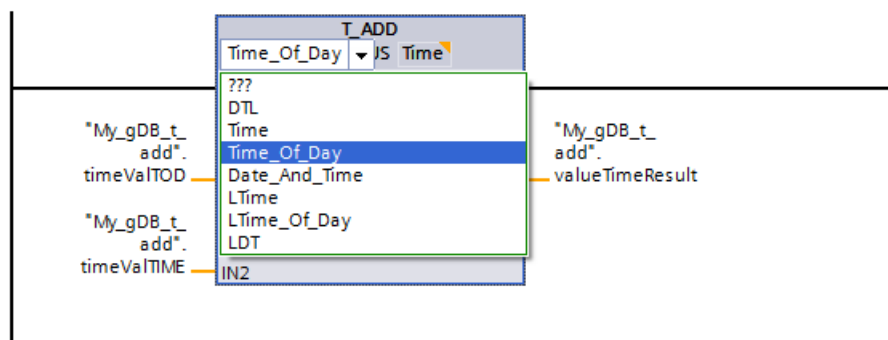 T_ADD
Time_Of_Day JS Time
???
DTL
Time
Time_Of_Day
Date_And_Time
LTime
LTime_Of_Day
LDT
"My_gDB_t_
add".
timeValTOD
"My_gDB_t_
add".
timeValTIME
IN2
"My_gDB_t_
add".
valueTimeResult